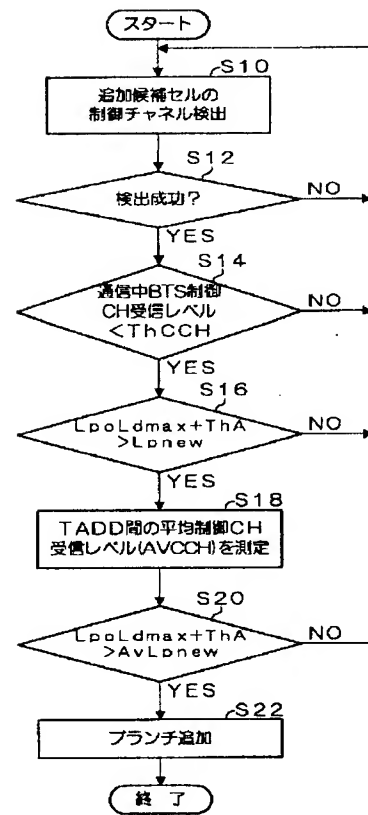 スタート
S10
追加候補セルの
制御チャネル検出
S12
検出成功?
NO
YES
S14
通信中BTS制御
CH受信レベル
<ThCCH
NO
YES
S16
LpoLdmax+ThA
>Lpnew
NO
YES
S18
TADD間の平均制御CH
受信レベル(AVCCH)を測定
S20
LpoLdmax+ThA
>AvLpnew
NO
YES
S22
ブランチ追加
終了